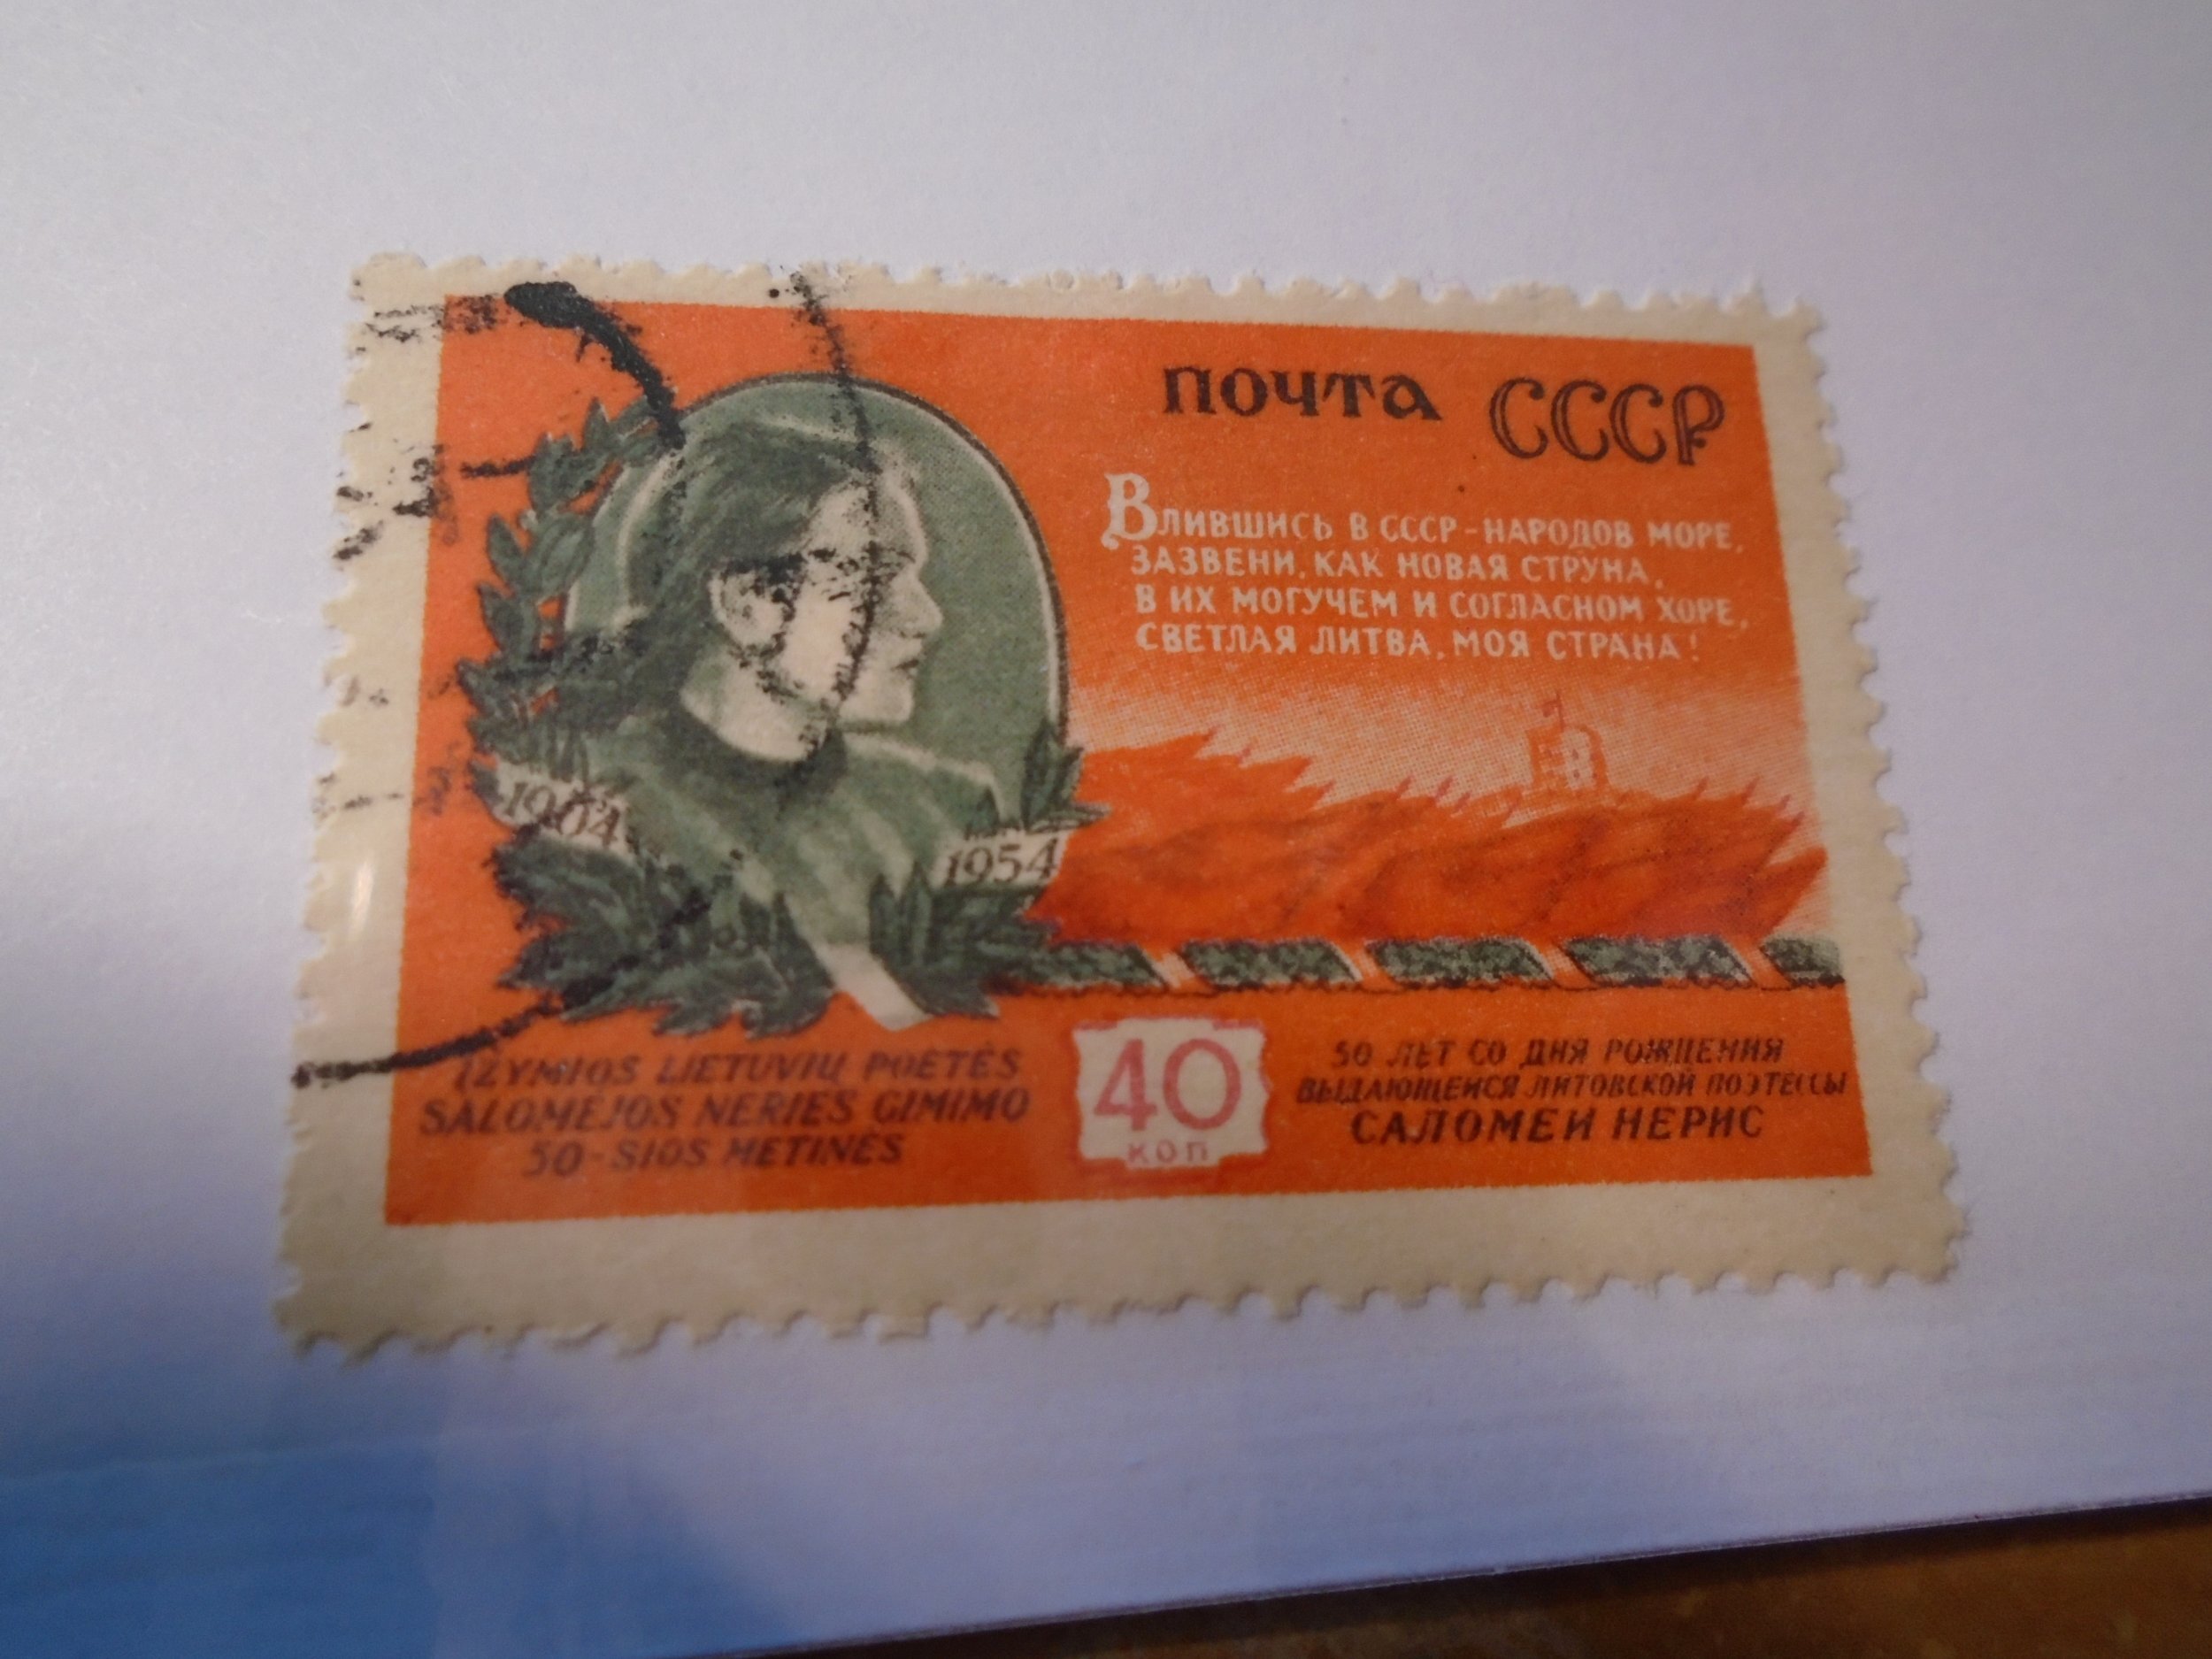 ПОЧТА СССР
ВЛИВШИСЬ В СССР-НАРОДОВ МОРЕ,
ЗАЗВЕНИ, КАК НОВАЯ СТРУНА,
В ИХ МОГУЧЕМ И СОГЛАСНОМ ХОРЕ,
СВЕТЛАЯ ЛИТВА, МОЯ СТРАНА!
1904
1954
IŽYMIOS LIETUVIŲ POETĖS
SALOMĖJOS NERIES GIMIMO
50-SIOS METINĖS
40
КОП
50 ЛЕТ СО ДНЯ РОЖДЕНИЯ
ВЫДАЮЩЕЙСЯ ЛИТОВСКОЙ ПОЭТЕССЫ
САЛОМЕИ НЕРИС